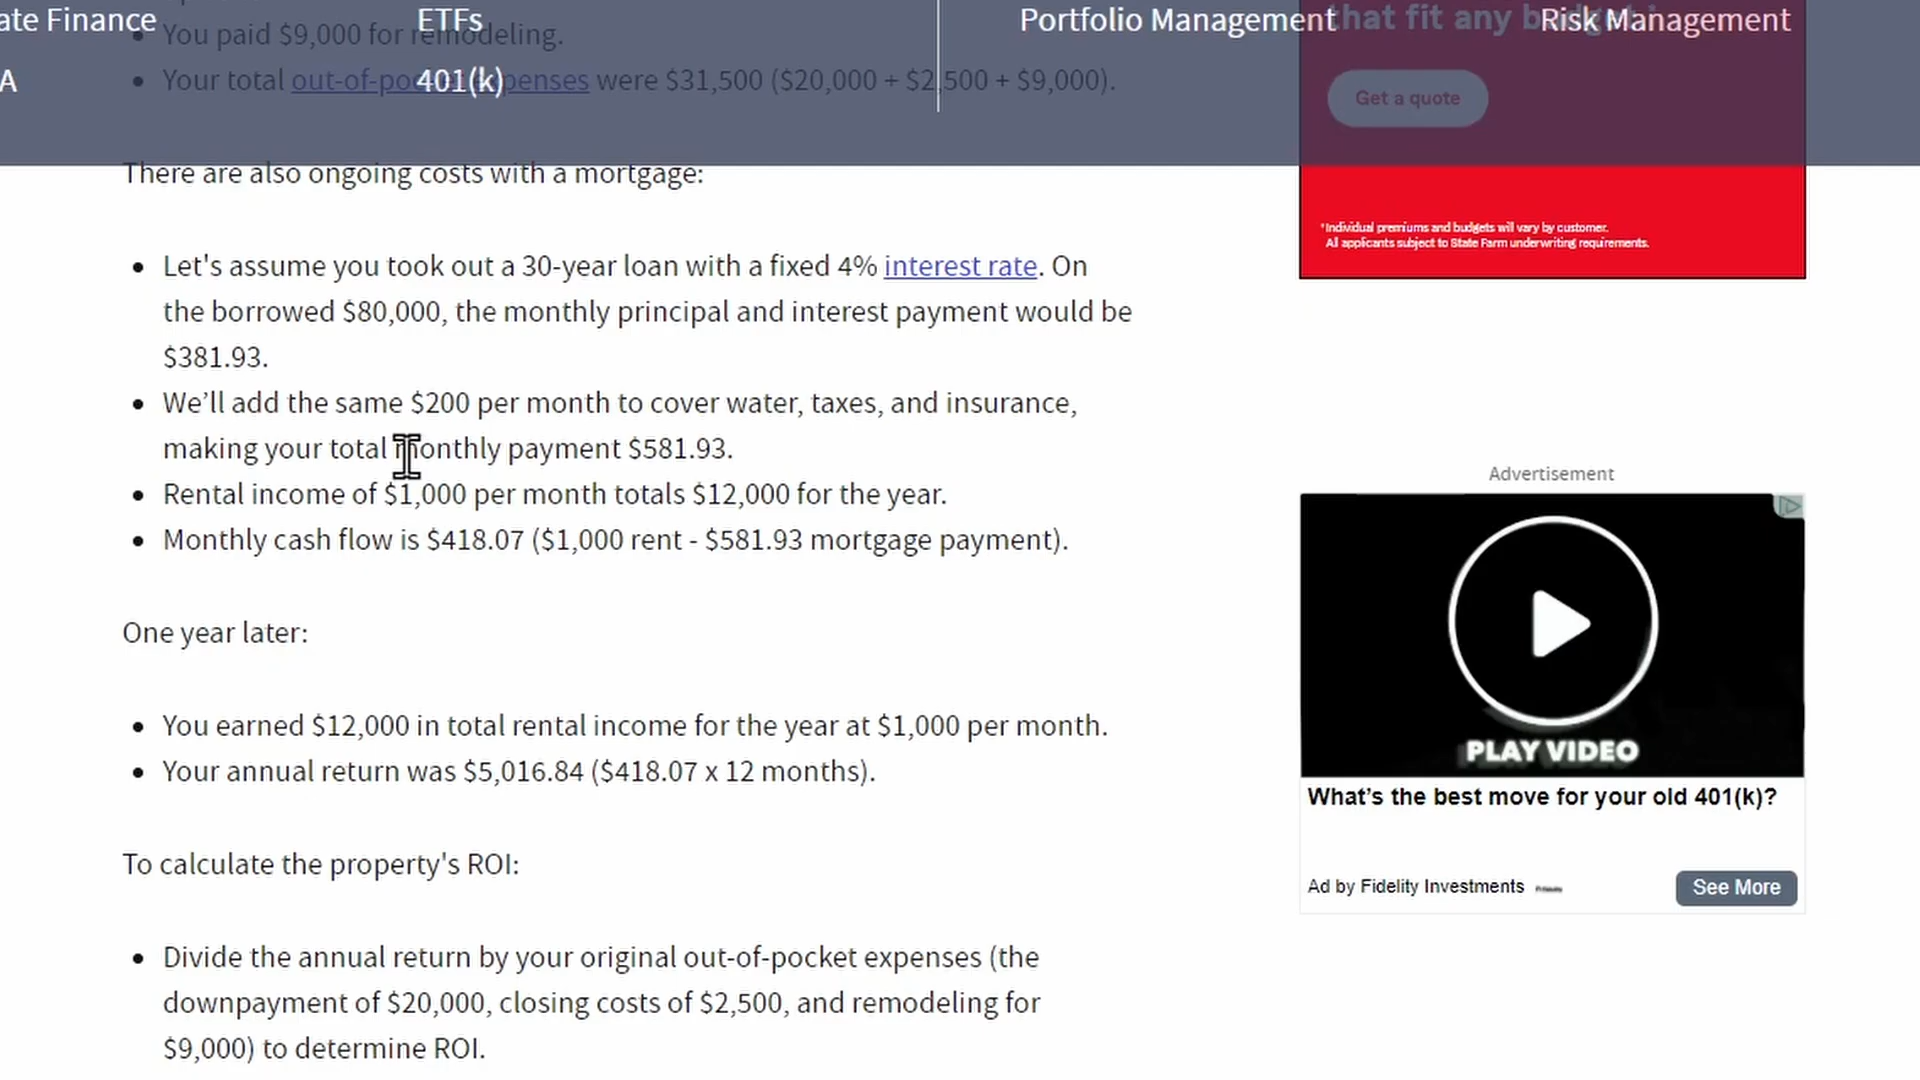 ate Finance
ETFs
Portfolio Management
Risk Management
A
401(k)
You paid $9,000 for remodeling.
Your total out-of-pocket expenses were $31,500 ($20,000 + $2,500 + $9,000).
that fit any
Get a quote
*Individual premiums and budgets will vary by customer.
All applicants subject to State Farm underwriting requirements.
There are also ongoing costs with a mortgage:
• Let's assume you took out a 30-year loan with a fixed 4% interest rate. On
the borrowed $80,000, the monthly principal and interest payment would be
$381.93.
• We’ll add the same $200 per month to cover water, taxes, and insurance,
making your total monthly payment $581.93.
• Rental income of $1,000 per month totals $12,000 for the year.
• Monthly cash flow is $418.07 ($1,000 rent - $581.93 mortgage payment).
One year later:
• You earned $12,000 in total rental income for the year at $1,000 per month.
• Your annual return was $5,016.84 ($418.07 x 12 months).
To calculate the property's ROI:
• Divide the annual return by your original out-of-pocket expenses (the
downpayment of $20,000, closing costs of $2,500, and remodeling for
$9,000) to determine ROI.
Advertisement
PLAY VIDEO
What’s the best move for your old 401(k)?
Ad by Fidelity Investments
See More